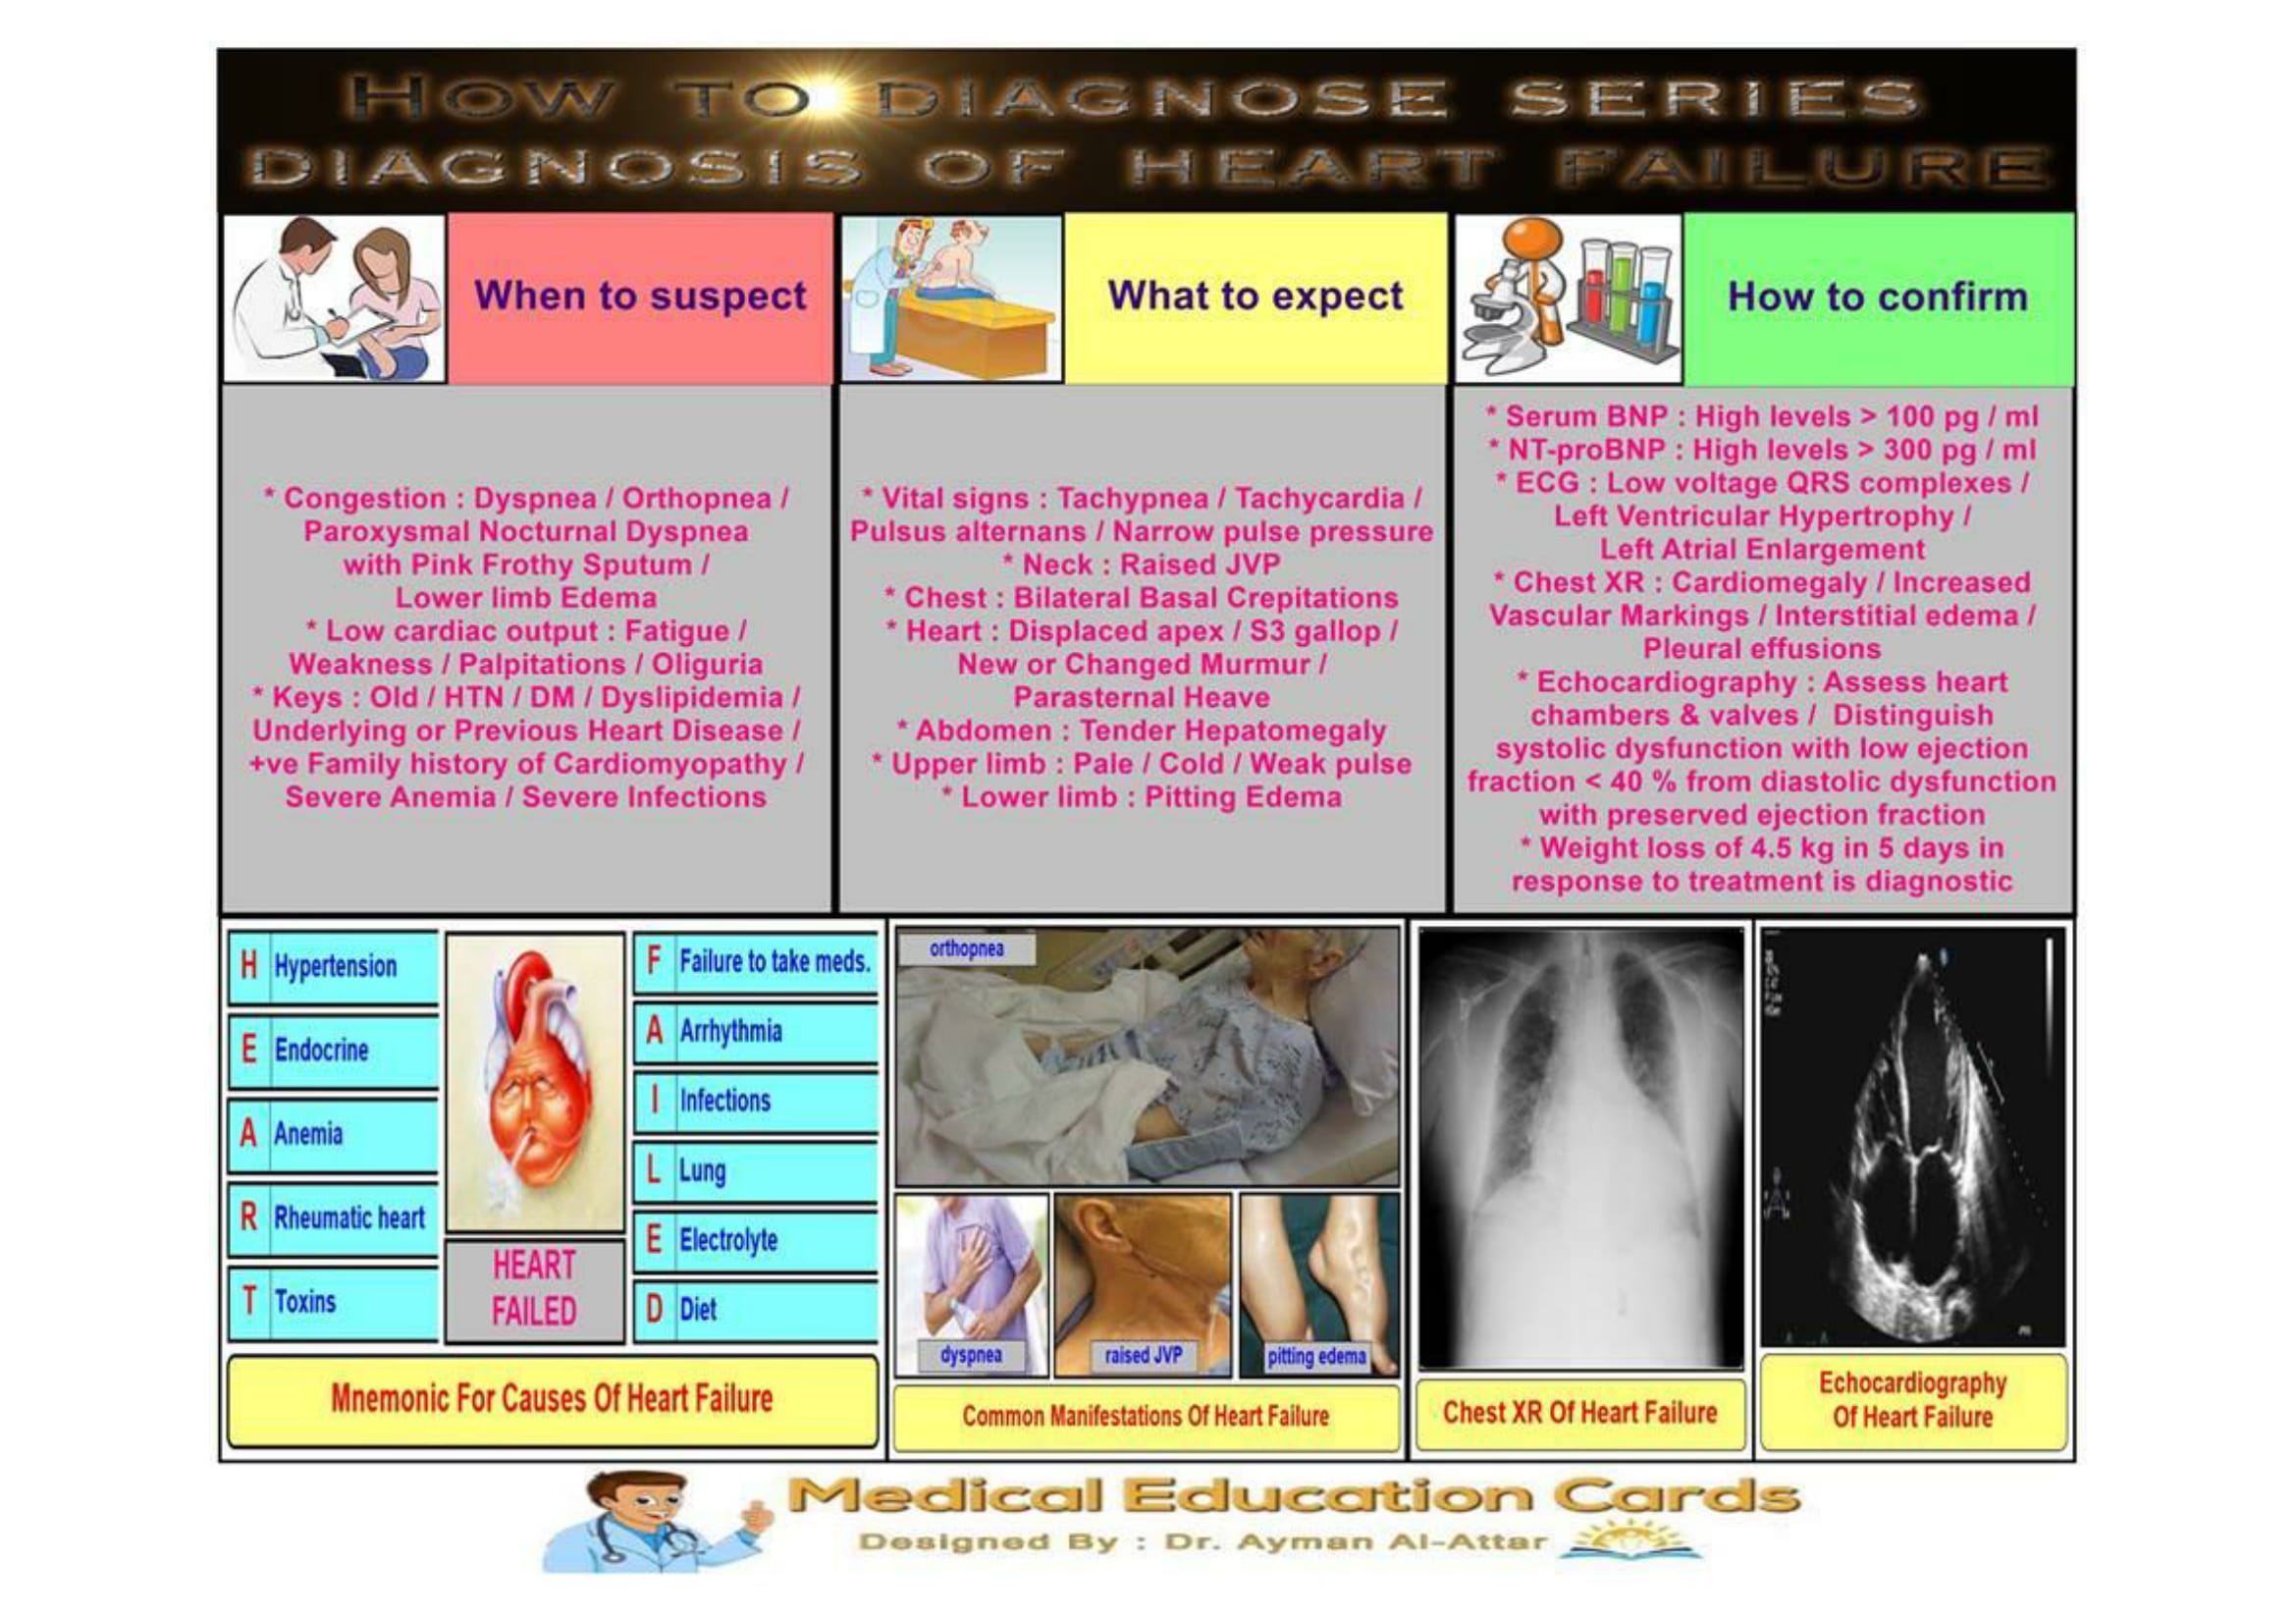 HOW TO DIAGNOSE SERIES
DIAGNOSIS OF HEART FAILURE
When to suspect
What to expect
How to confirm
* Congestion : Dyspnea / Orthopnea /
Paroxysmal Nocturnal Dyspnea
with Pink Frothy Sputum /
Lower limb Edema
* Low cardiac output : Fatigue /
Weakness / Palpitations / Oliguria
* Keys : Old / HTN / DM / Dyslipidemia /
Underlying or Previous Heart Disease /
+ve Family history of Cardiomyopathy /
Severe Anemia / Severe Infections
* Vital signs : Tachypnea / Tachycardia /
Pulsus alternans / Narrow pulse pressure
* Neck : Raised JVP
* Chest : Bilateral Basal Crepitations
* Heart : Displaced apex / S3 gallop /
New or Changed Murmur /
Parasternal Heave
* Abdomen : Tender Hepatomegaly
* Upper limb : Pale / Cold / Weak pulse
* Lower limb : Pitting Edema
* Serum BNP : High levels > 100 pg / ml
* NT-proBNP : High levels > 300 pg / ml
* ECG : Low voltage QRS complexes /
Left Ventricular Hypertrophy /
Left Atrial Enlargement
* Chest XR : Cardiomegaly / Increased
Vascular Markings / Interstitial edema /
Pleural effusions
* Echocardiography : Assess heart
chambers & valves / Distinguish
systolic dysfunction with low ejection
fraction < 40 % from diastolic dysfunction
with preserved ejection fraction
* Weight loss of 4.5 kg in 5 days in
response to treatment is diagnostic
H Hypertension
E Endocrine
A Anemia
R Rheumatic heart
T Toxins
HEART
FAILED
F Failure to take meds.
A Arrhythmia
I Infections
L Lung
E Electrolyte
D Diet
Mnemonic For Causes Of Heart Failure
orthopnea
dyspnea
raised JVP
pitting edema
Common Manifestations Of Heart Failure
Chest XR Of Heart Failure
Echocardiography
Of Heart Failure
Medical Education Cards
Designed By : Dr. Ayman Al-Attar